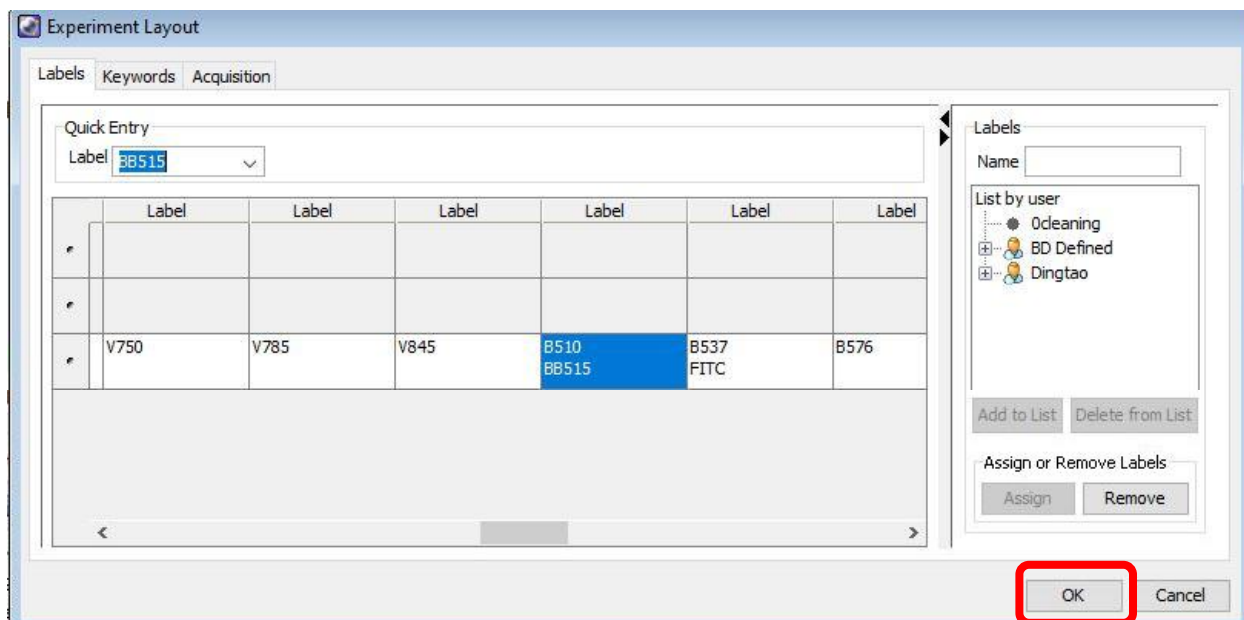 Experiment Layout
Labels Keywords Acquisition
Quick Entry
Label BB515
Label Label Label Label Label Label
V750 V785 V845 B510 B537 B576
BB515 FITC
Labels
Name
List by user
0cleaning
BD Defined
Dingtao
Add to List Delete from List
Assign or Remove Labels
Assign Remove
OK Cancel